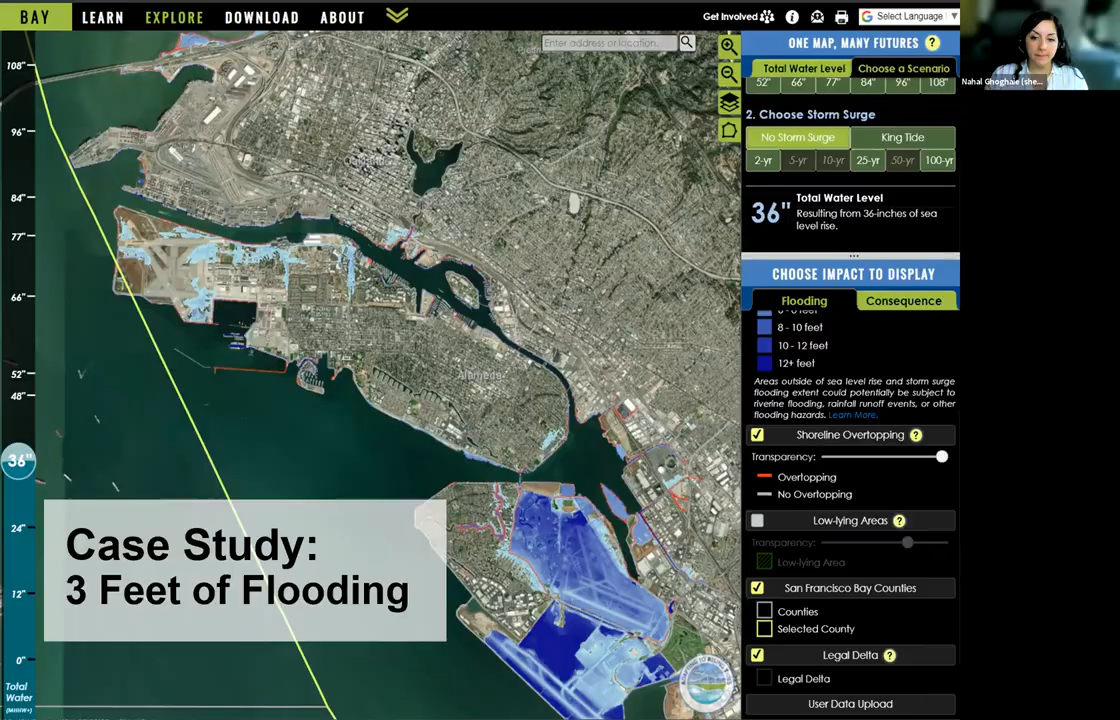 BAY LEARN EXPLORE DOWNLOAD ABOUT
Get Involved
i
Select Language ▼
Enter address or location.
ONE MAP, MANY FUTURES ?
Total Water Level Choose a Scenario
52" 66" 77" 84" 96" 108"
2. Choose Storm Surge
No Storm Surge King Tide
2-yr 5-yr 10-yr 25-yr 50-yr 100-yr
36"
Total Water Level
Resulting from 36-inches of sea
level rise.
CHOOSE IMPACT TO DISPLAY
Flooding Consequence
8 - 10 feet
10 - 12 feet
12+ feet
Areas outside of sea level rise and storm surge
flooding extent could potentially be subject to
riverine flooding, rainfall runoff events, or other
flooding hazards. Learn More.
Shoreline Overtopping ?
Transparency:
Overtopping
No Overtopping
Low-lying Areas ?
Transparency:
Low-lying Area
San Francisco Bay Counties
Counties
Selected County
Legal Delta ?
Legal Delta
User Data Upload
108"
96"
84"
77"
66"
52"
48"
36"
24"
12"
0"
Total
Water
(MHHW+)
Oakland
Alameda
Case Study:
3 Feet of Flooding
Nahal Ghoghaie (she...